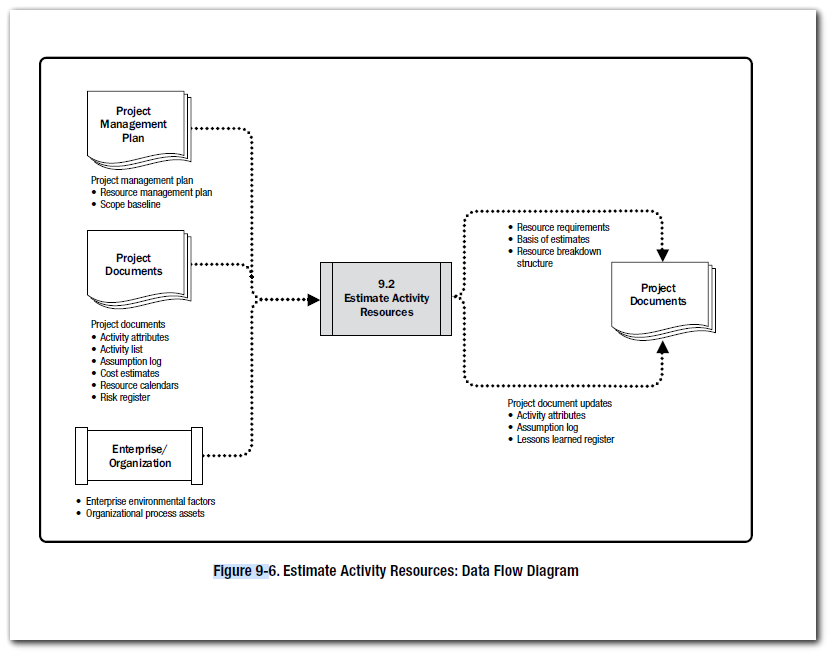 Project
Management
Plan
Project management plan
• Resource management plan
• Scope baseline
Project
Documents
Project documents
• Activity attributes
• Activity list
• Assumption log
• Cost estimates
• Resource calendars
• Risk register
Enterprise/
Organization
• Enterprise environmental factors
• Organizational process assets
9.2
Estimate Activity
Resources
• Resource requirements
• Basis of estimates
• Resource breakdown
structure
Project
Documents
Project document updates
• Activity attributes
• Assumption log
• Lessons learned register
Figure 9-6. Estimate Activity Resources: Data Flow Diagram